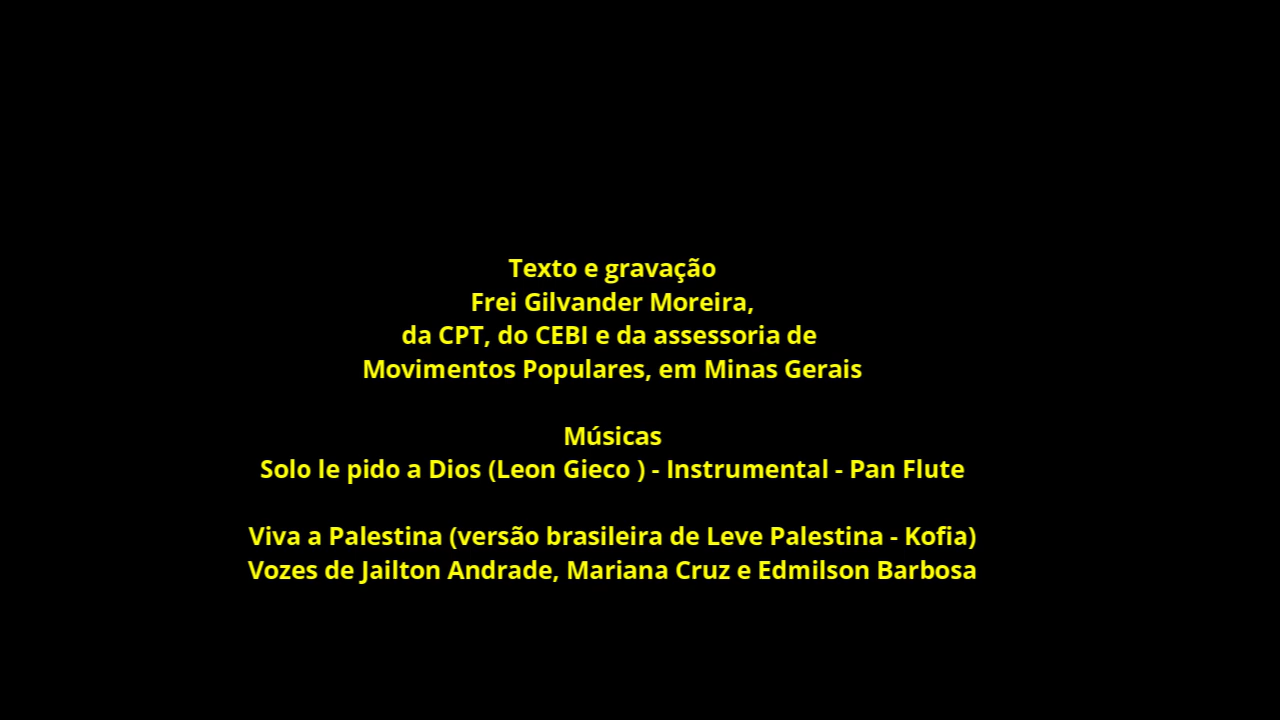 Texto e gravação
Frei Gilvander Moreira,
da CPT, do CEBI e da assessoria de
Movimentos Populares, em Minas Gerais
Músicas
Solo le pido a Dios (Leon Gieco ) - Instrumental - Pan Flute
Viva a Palestina (versão brasileira de Leve Palestina - Kofia)
Vozes de Jailton Andrade, Mariana Cruz e Edmilson Barbosa